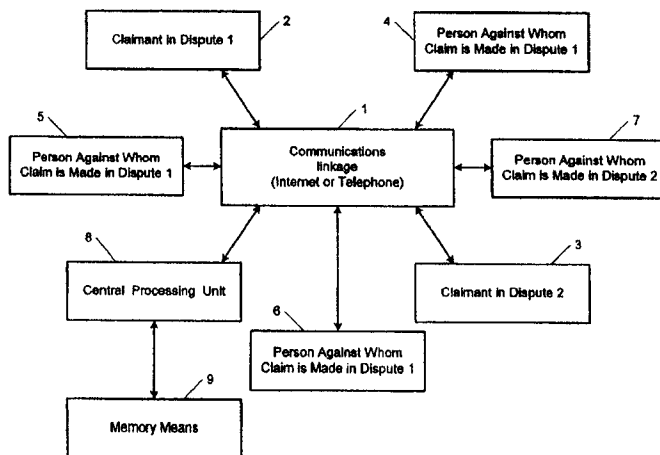 2
Claimant in Dispute 1
4
Person Against Whom
Claim is Made in Dispute 1
1
Communications
linkage
(Internet or Telephone)
5
Person Against Whom
Claim is Made in Dispute 1
7
Person Against Whom
Claim is Made in Dispute 2
8
Central Processing Unit
3
Claimant in Dispute 2
6
Person Against Whom
Claim is Made in Dispute 1
9
Memory Means